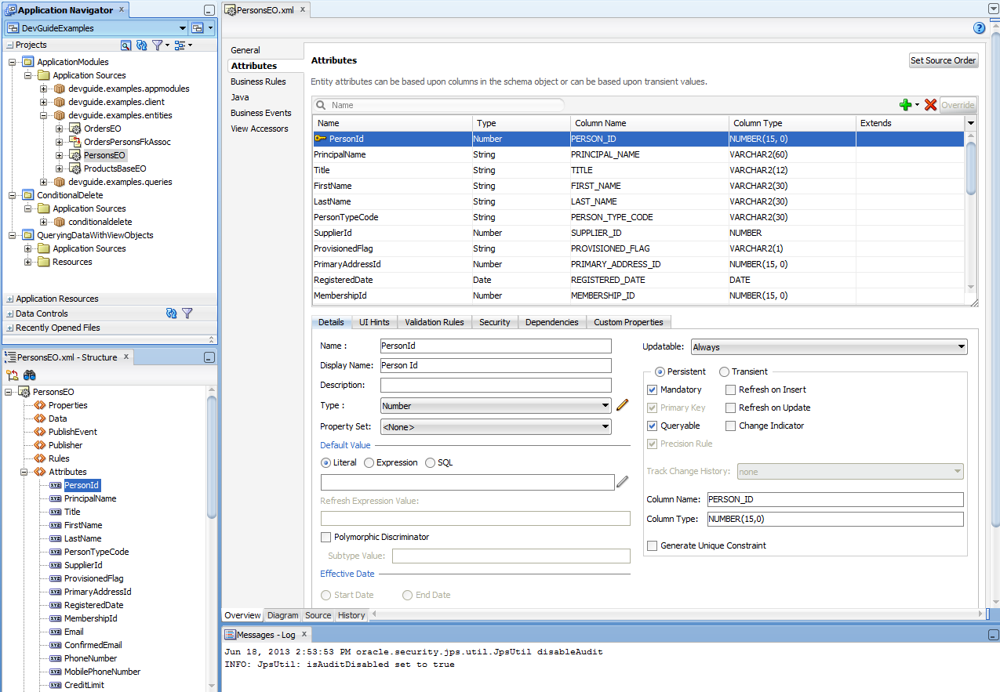 Application Navigator
DevGuideExamples
Projects
ApplicationModules
Application Sources
devguide.examples.appmodules
devguide.examples.client
devguide.examples.entities
OrdersEO
OrdersPersonsFkAssoc
PersonsEO
ProductsBaseEO
devguide.examples.queries
ConditionalDelete
Application Sources
conditionaldelete
QueryingDataWithViewObjects
Application Sources
Resources
Application Resources
Data Controls
Recently Opened Files
PersonsEO.xml - Structure
PersonsEO
Properties
Data
PublishEvent
Publisher
Rules
Attributes
PersonId
PrincipalName
Title
FirstName
LastName
PersonTypeCode
SupplierId
ProvisionedFlag
PrimaryAddressId
RegisteredDate
MembershipId
Email
ConfirmedEmail
PhoneNumber
MobilePhoneNumber
CreditLimit
PersonsEO.xml
General
Attributes
Business Rules
Java
Business Events
View Accessors
Attributes
Set Source Order
Entity attributes can be based upon columns in the schema object or can be based upon transient values.
Name
Override
Name Type Column Name Column Type Extends
PersonId Number PERSON_ID NUMBER(15, 0)
PrincipalName String PRINCIPAL_NAME VARCHAR2(60)
Title String TITLE VARCHAR2(12)
FirstName String FIRST_NAME VARCHAR2(30)
LastName String LAST_NAME VARCHAR2(30)
PersonTypeCode String PERSON_TYPE_CODE VARCHAR2(30)
SupplierId Number SUPPLIER_ID NUMBER
ProvisionedFlag String PROVISIONED_FLAG VARCHAR2(1)
PrimaryAddressId Number PRIMARY_ADDRESS_ID NUMBER(15, 0)
RegisteredDate Date REGISTERED_DATE DATE
MembershipId Number MEMBERSHIP_ID NUMBER(15, 0)
Details UI Hints Validation Rules Security Dependencies Custom Properties
Name : PersonId
Display Name: Person Id
Description:
Type : Number
Property Set: <None>
Default Value
Literal Expression SQL
Refresh Expression Value:
Polymorphic Discriminator
Subtype Value:
Effective Date
Start Date End Date
Updatable: Always
Persistent Transient
Mandatory Refresh on Insert
Primary Key Refresh on Update
Queryable Change Indicator
Precision Rule
Track Change History: none
Column Name: PERSON_ID
Column Type: NUMBER(15,0)
Generate Unique Constraint
Overview Diagram Source History
Messages - Log
Jun 18, 2013 2:53:53 PM oracle.security.jps.util.JpsUtil disableAudit
INFO: JpsUtil: isAuditDisabled set to true